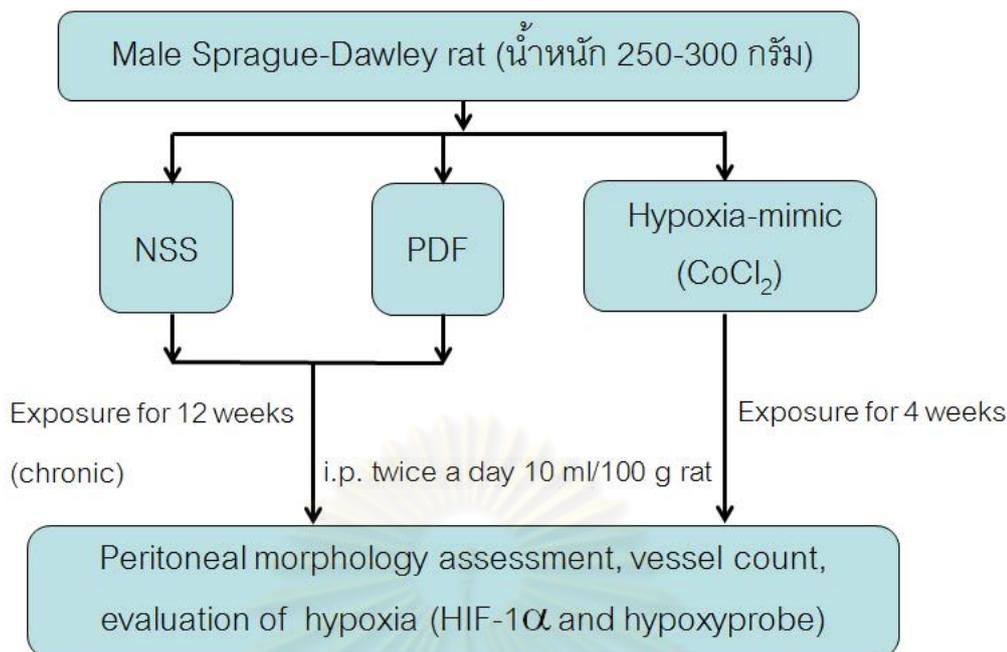 Male Sprague-Dawley rat (น้ำหนัก 250-300 กรัม)
NSS
PDF
Hypoxia-mimic
(CoCl₂)
Exposure for 12 weeks
(chronic)
i.p. twice a day 10 ml/100 g rat
Exposure for 4 weeks
Peritoneal morphology assessment, vessel count,
evaluation of hypoxia (HIF-1α and hypoxyprobe)